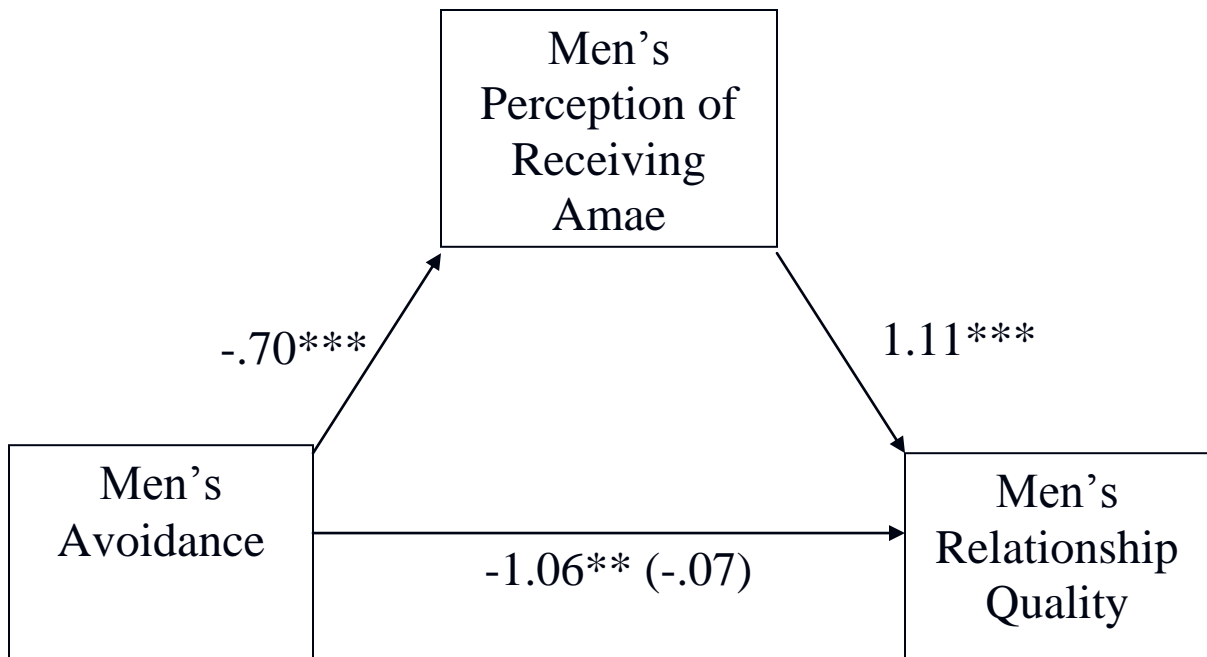 Men’s
Perception of
Receiving
Amae
-.70***
1.11***
Men’s
Avoidance
-1.06** (-.07)
Men’s
Relationship
Quality